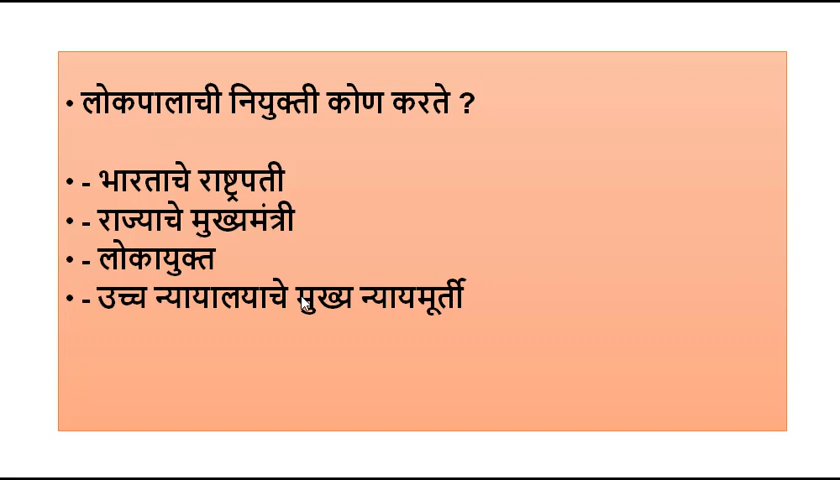 • लोकपालाची नियुक्ती कोण करते ?
• - भारताचे राष्ट्रपती
• - राज्याचे मुख्यमंत्री
• - लोकायुक्त
• - उच्च न्यायालयाचे मुख्य न्यायमूर्ती